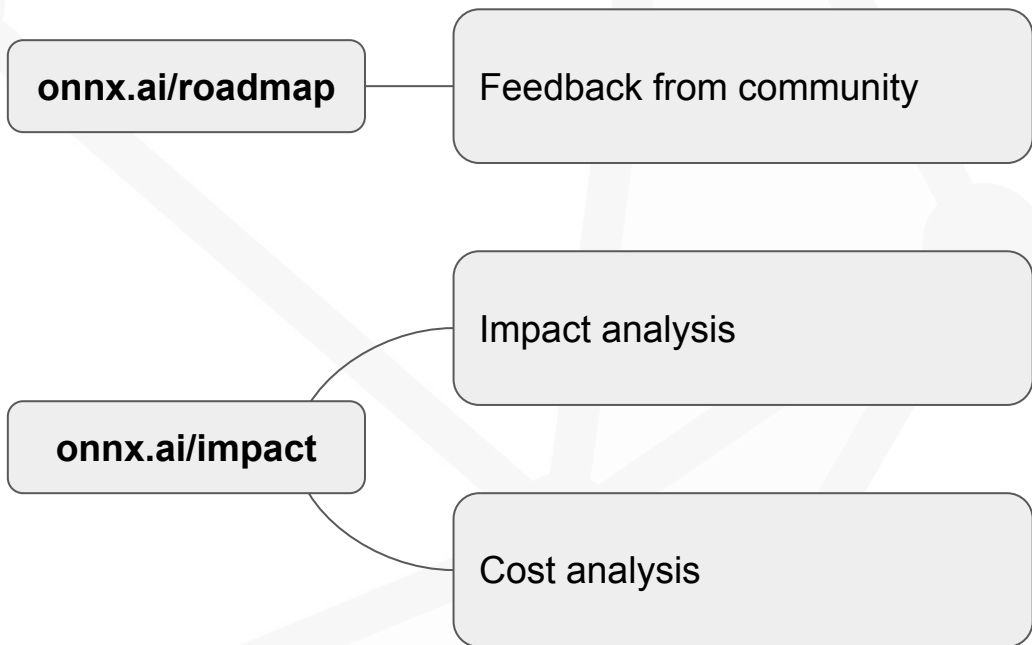 onnx.ai/roadmap
Feedback from community
Impact analysis
onnx.ai/impact
Cost analysis